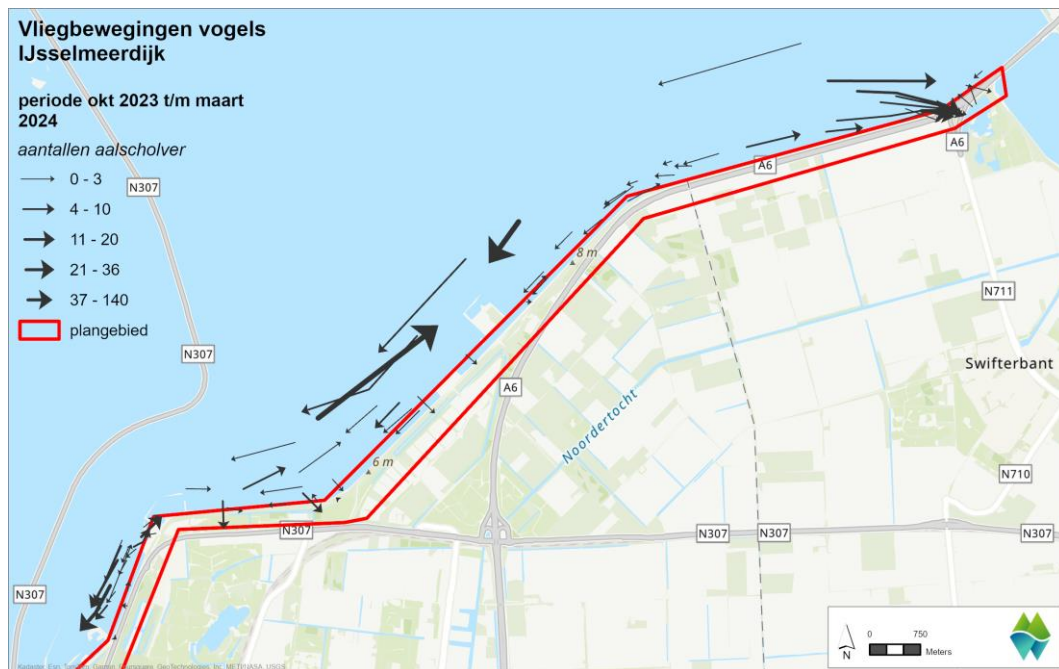 Vliegbewegingen vogels
IJsselmeerdijk
periode okt 2023 t/m maart
2024
aantallen aalscholver
0 - 3
4 - 10
11 - 20
21 - 36
37 - 140
plangebied
N307
A6
A6
8 m
N711
N307
Swifterbant
A6
Noordertocht
6 m
N710
N307
N307
N307
N307
N307
0 750
Meters
N